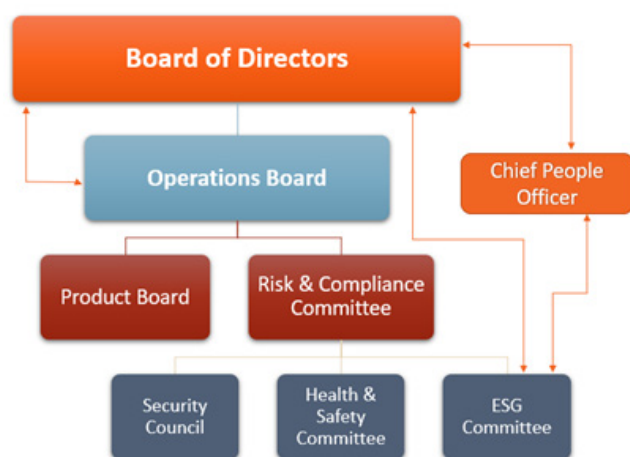 Board of Directors
Operations Board
Chief People
Officer
Product Board
Risk & Compliance
Committee
Security
Council
Health &
Safety
Committee
ESG
Committee